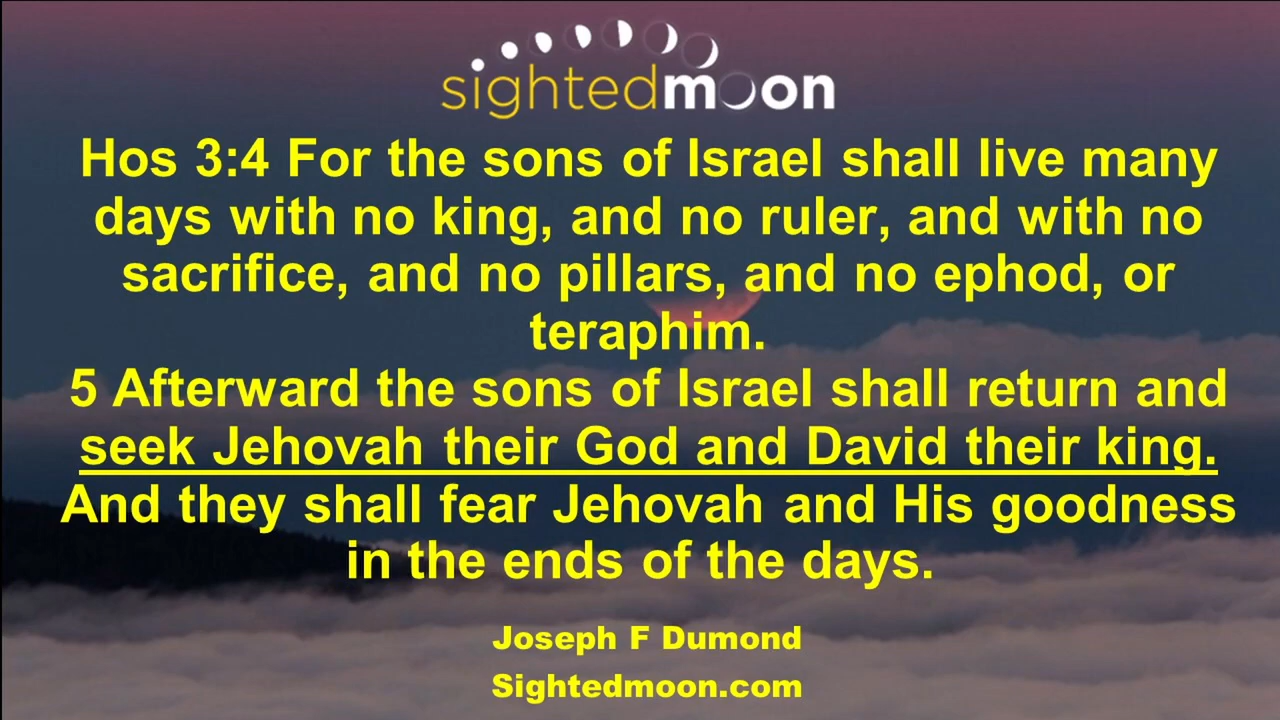 sightedmoon
Hos 3:4 For the sons of Israel shall live many
days with no king, and no ruler, and with no
sacrifice, and no pillars, and no ephod, or
teraphim.
5 Afterward the sons of Israel shall return and
seek Jehovah their God and David their king.
And they shall fear Jehovah and His goodness
in the ends of the days.
Joseph F Dumond
Sightedmoon.com